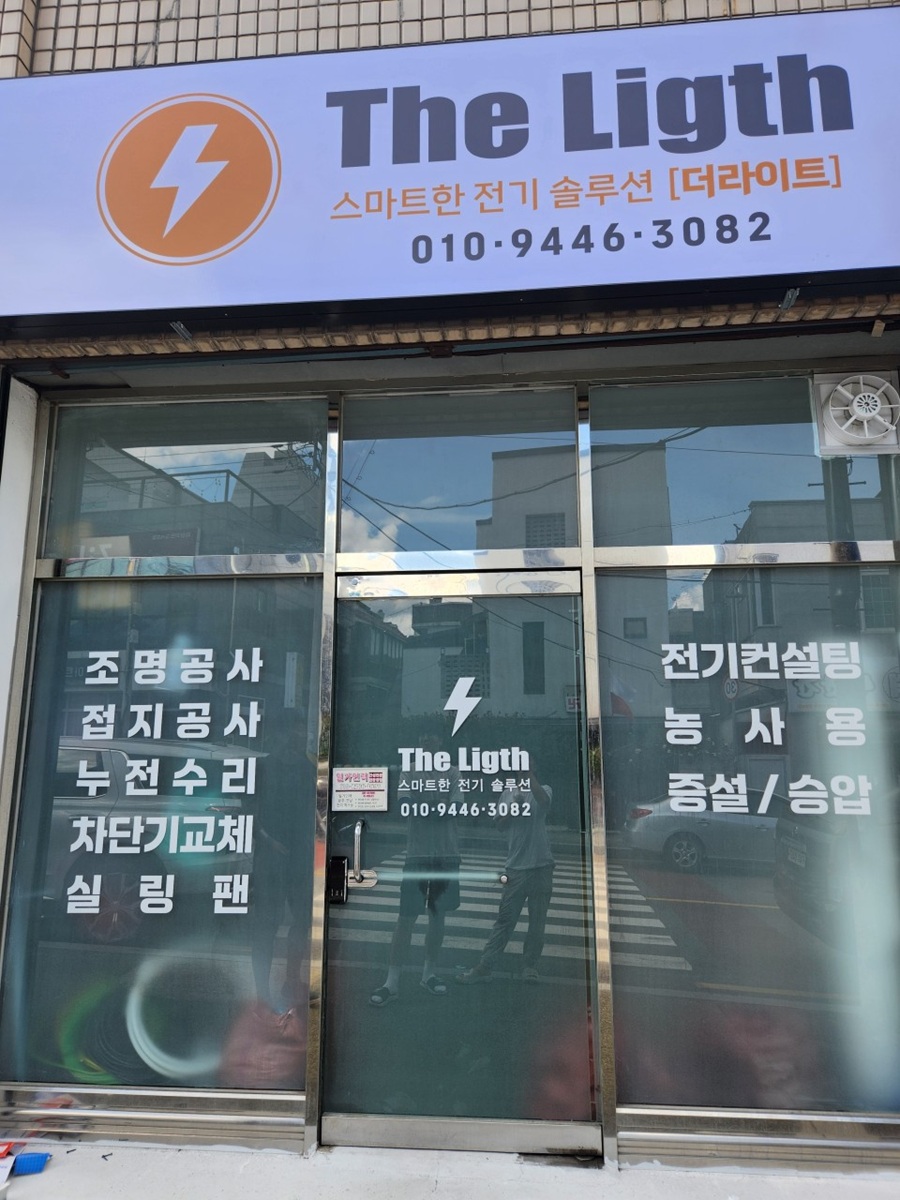 The Ligth
스마트한 전기 솔루션 [더라이트]
010·9446·3082
조명공사
접지공사
누전수리
차단기교체
실링팬
The Ligth
스마트한 전기 솔루션
010·9446·3082
전기컨설팅
농사용
증설/승압